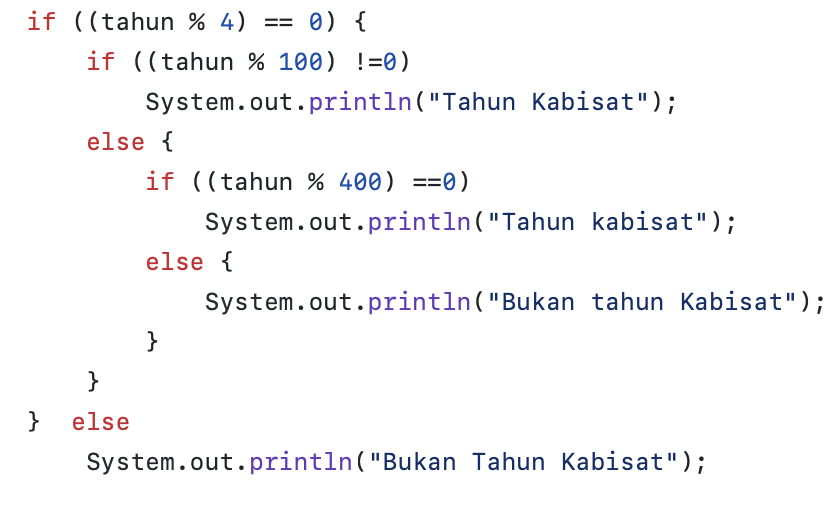 if ((tahun % 4) == 0) {
    if ((tahun % 100) !=0)
        System.out.println("Tahun Kabisat");
    else {
        if ((tahun % 400) ==0)
            System.out.println("Tahun kabisat");
        else {
            System.out.println("Bukan tahun Kabisat");
        }
    }
}  else
    System.out.println("Bukan Tahun Kabisat");